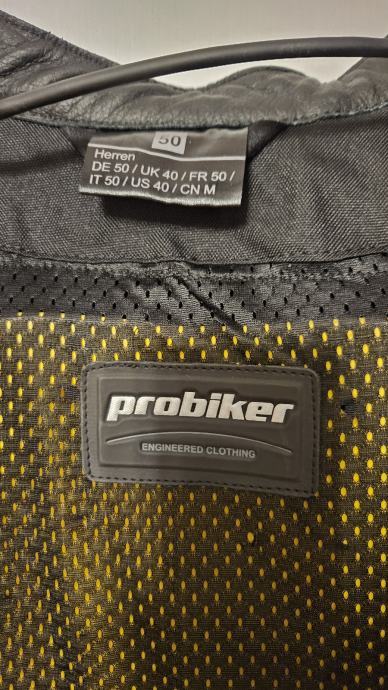 50
Herren
DE 50 / UK 40 / FR 50 /
IT 50 / US 40 / CN M
probiker
ENGINEERED CLOTHING